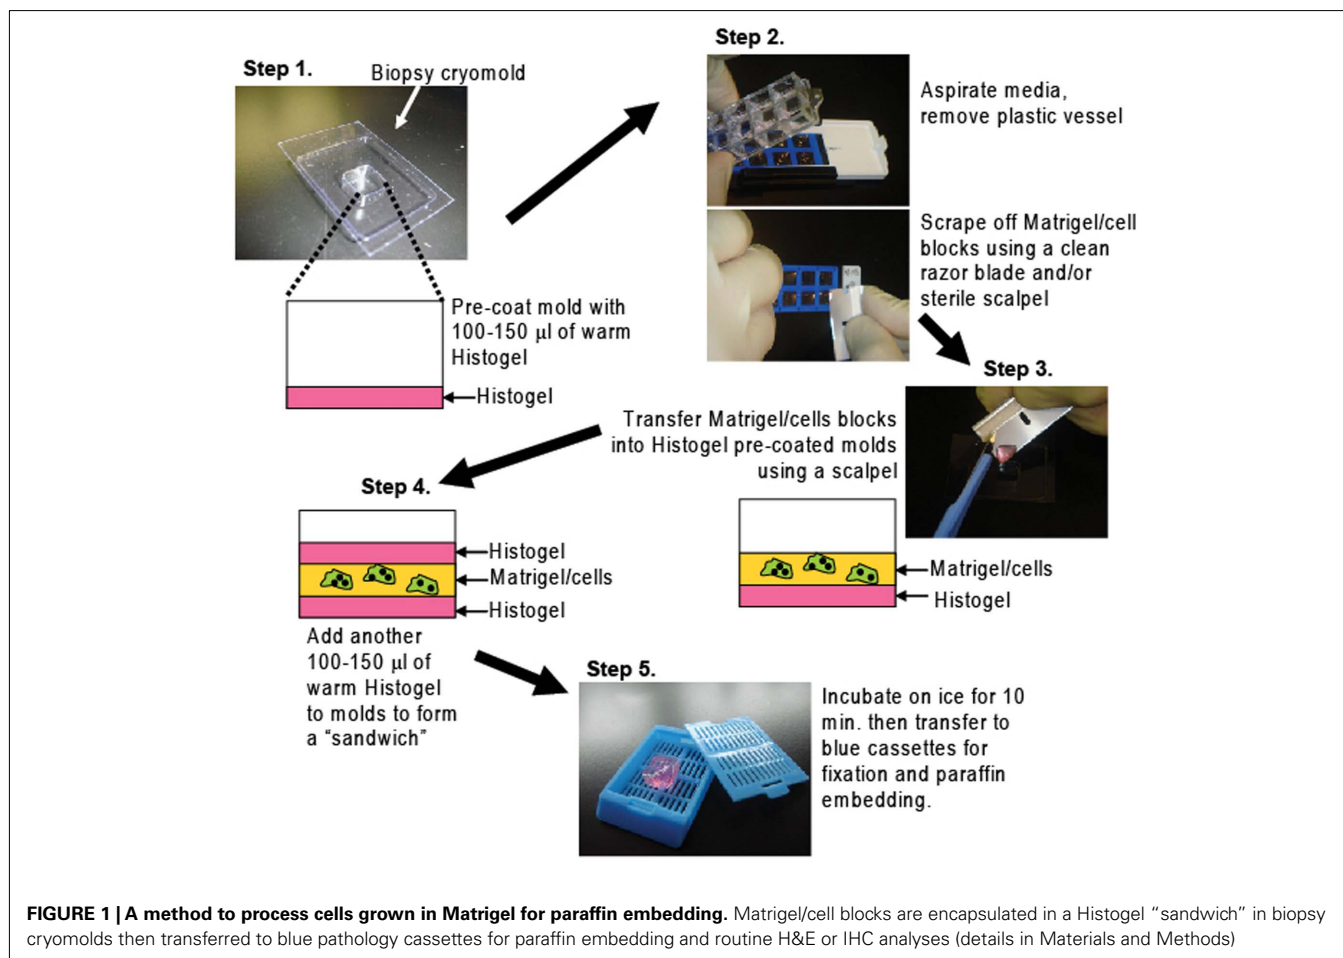 Step 1.
Biopsy cryomold
Pre-coat mold with
100-150 µl of warm
Histogel
Histogel
Step 2.
Aspirate media,
remove plastic vessel
Scrape off Matrigel/cell
blocks using a clean
razor blade and/or
sterile scalpel
Step 3.
Transfer Matrigel/cells blocks
into Histogel pre-coated molds
using a scalpel
Matrigel/cells
Histogel
Step 4.
Histogel
Matrigel/cells
Histogel
Add another
100-150 µl of
warm Histogel
to molds to form
a “sandwich”
Step 5.
Incubate on ice for 10
min. then transfer to
blue cassettes for
fixation and paraffin
embedding.
FIGURE 1 | A method to process cells grown in Matrigel for paraffin embedding. Matrigel/cell blocks are encapsulated in a Histogel “sandwich” in biopsy
cryomolds then transferred to blue pathology cassettes for paraffin embedding and routine H&E or IHC analyses (details in Materials and Methods)